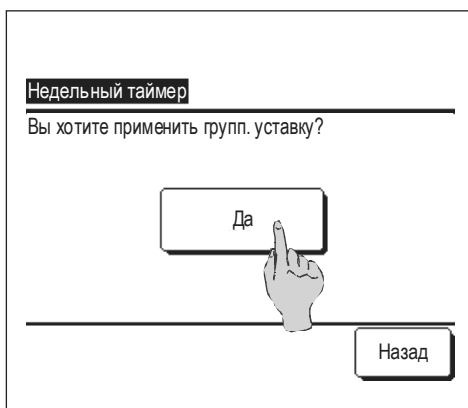 Недельный таймер
Вы хотите применить групп. уставку?
Да
Назад